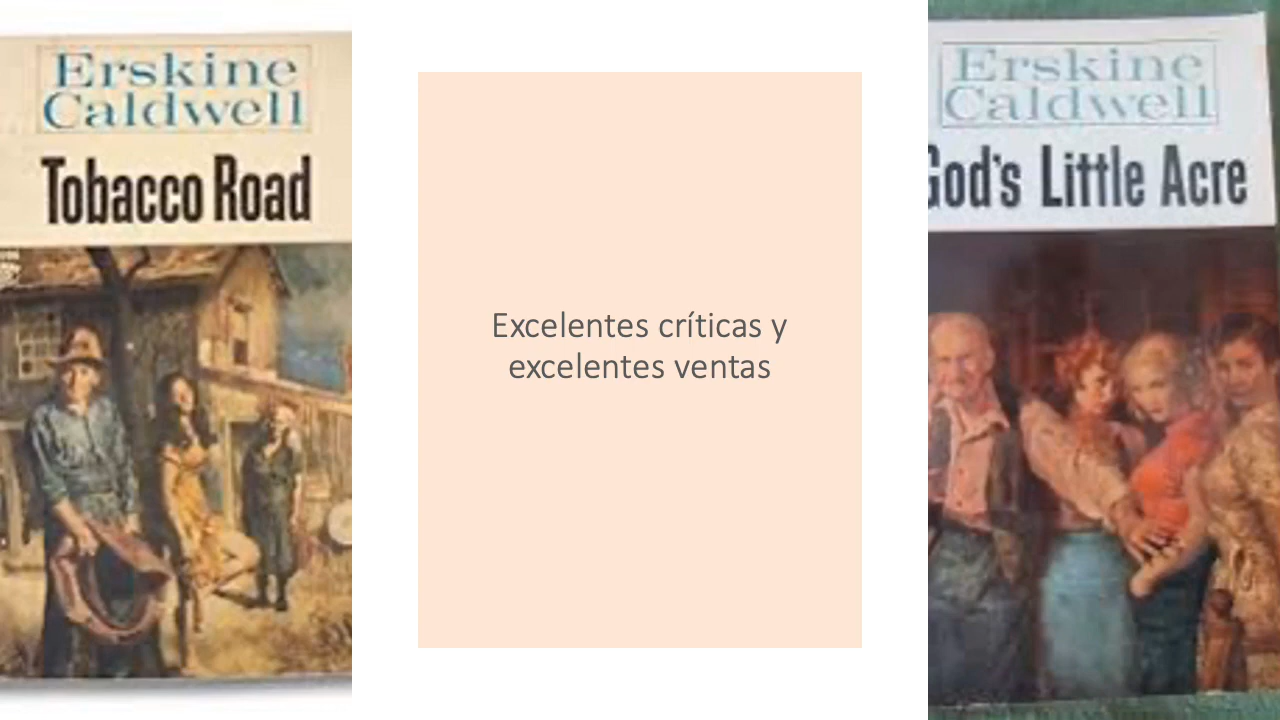 Erskine
Caldwell
Tobacco Road
Excelentes críticas y
excelentes ventas
Erskine
Caldwell
God's Little Acre